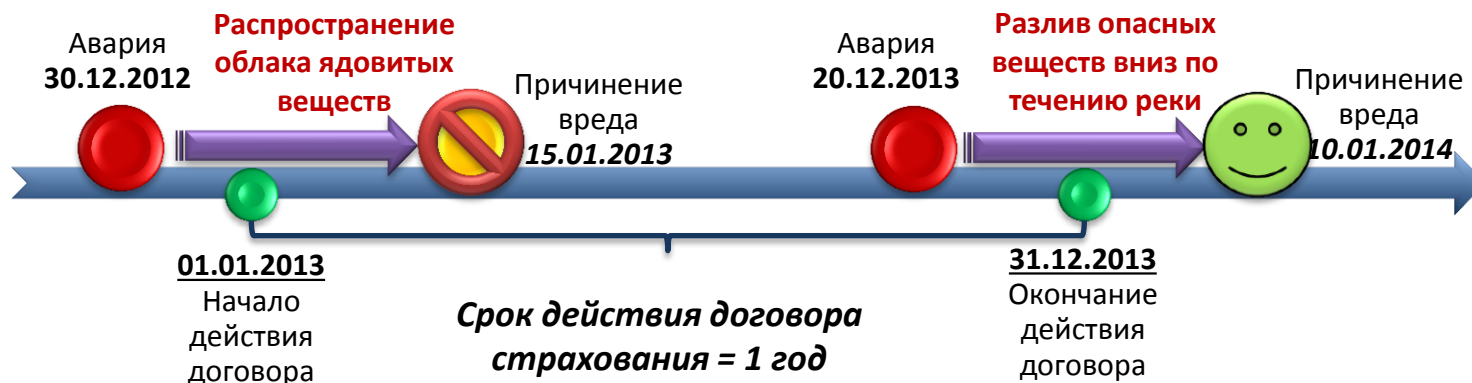 Авария
30.12.2012
Распространение
облака ядовитых
веществ
Причинение
вреда
15.01.2013
Авария
20.12.2013
Разлив опасных
веществ вниз по
течению реки
Причинение
вреда
10.01.2014
01.01.2013
Начало
действия
договора
Срок действия договора
страхования = 1 год
31.12.2013
Окончание
действия
договора